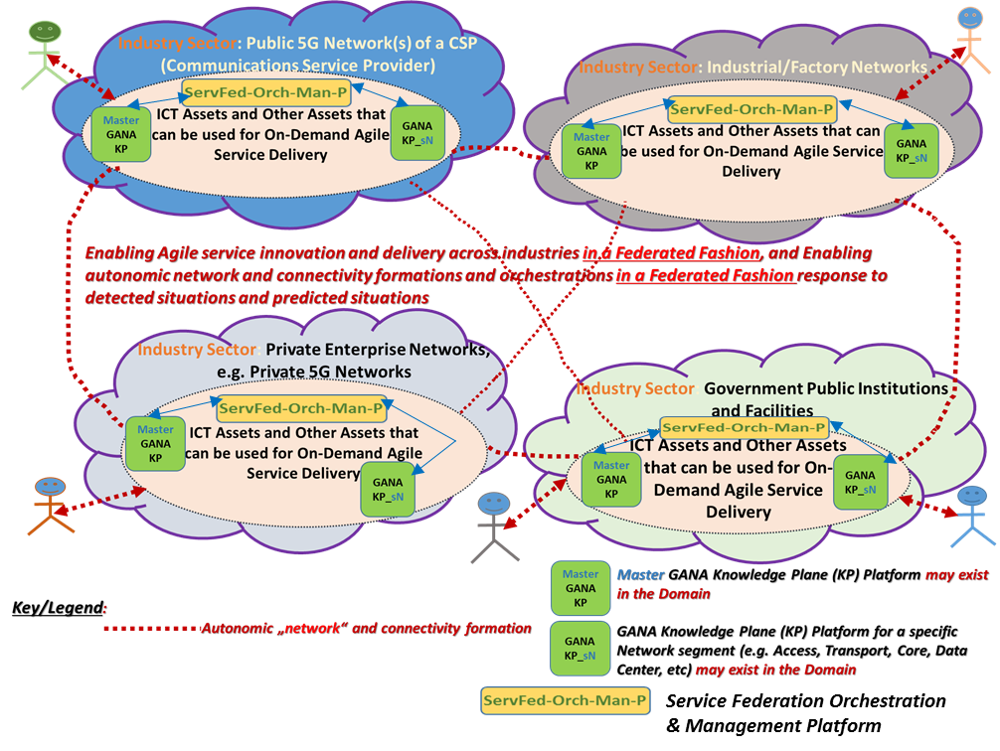 Industry Sector: Public 5G Network(s) of a CSP
(Communications Service Provider)
ServFed-Orch-Man-P
Master
GANA
KP
ICT Assets and Other Assets that
can be used for On-Demand Agile
Service Delivery
GANA
KP_sN
Industry Sector: Industrial/Factory Networks
ServFed-Orch-Man-P
Master
GANA
KP
ICT Assets and Other Assets that can
be used for On-Demand Agile Service
Delivery
GANA
KP_sN
Enabling Agile service innovation and delivery across industries in a Federated Fashion, and Enabling
autonomic network and connectivity formations and orchestrations in a Federated Fashion response to
detected situations and predicted situations
Industry Sector: Private Enterprise Networks,
e.g. Private 5G Networks
ServFed-Orch-Man-P
Master
GANA
KP
ICT Assets and Other Assets that
can be used for On-Demand Agile
Service Delivery
GANA
KP_sN
Industry Sector Government Public Institutions
and Facilities
ServFed-Orch-Man-P
Master
GANA
KP
ICT Assets and Other Assets
that can be used for On-
Demand Agile Service
Delivery
GANA
KP_sN
Key/Legend:
Autonomic „network“ and connectivity formation
Master
GANA
KP
Master GANA Knowledge Plane (KP) Platform may exist
in the Domain
GANA
KP_sN
GANA Knowledge Plane (KP) Platform for a specific
Network segment (e.g. Access, Transport, Core, Data
Center, etc) may exist in the Domain
ServFed-Orch-Man-P
Service Federation Orchestration
& Management Platform